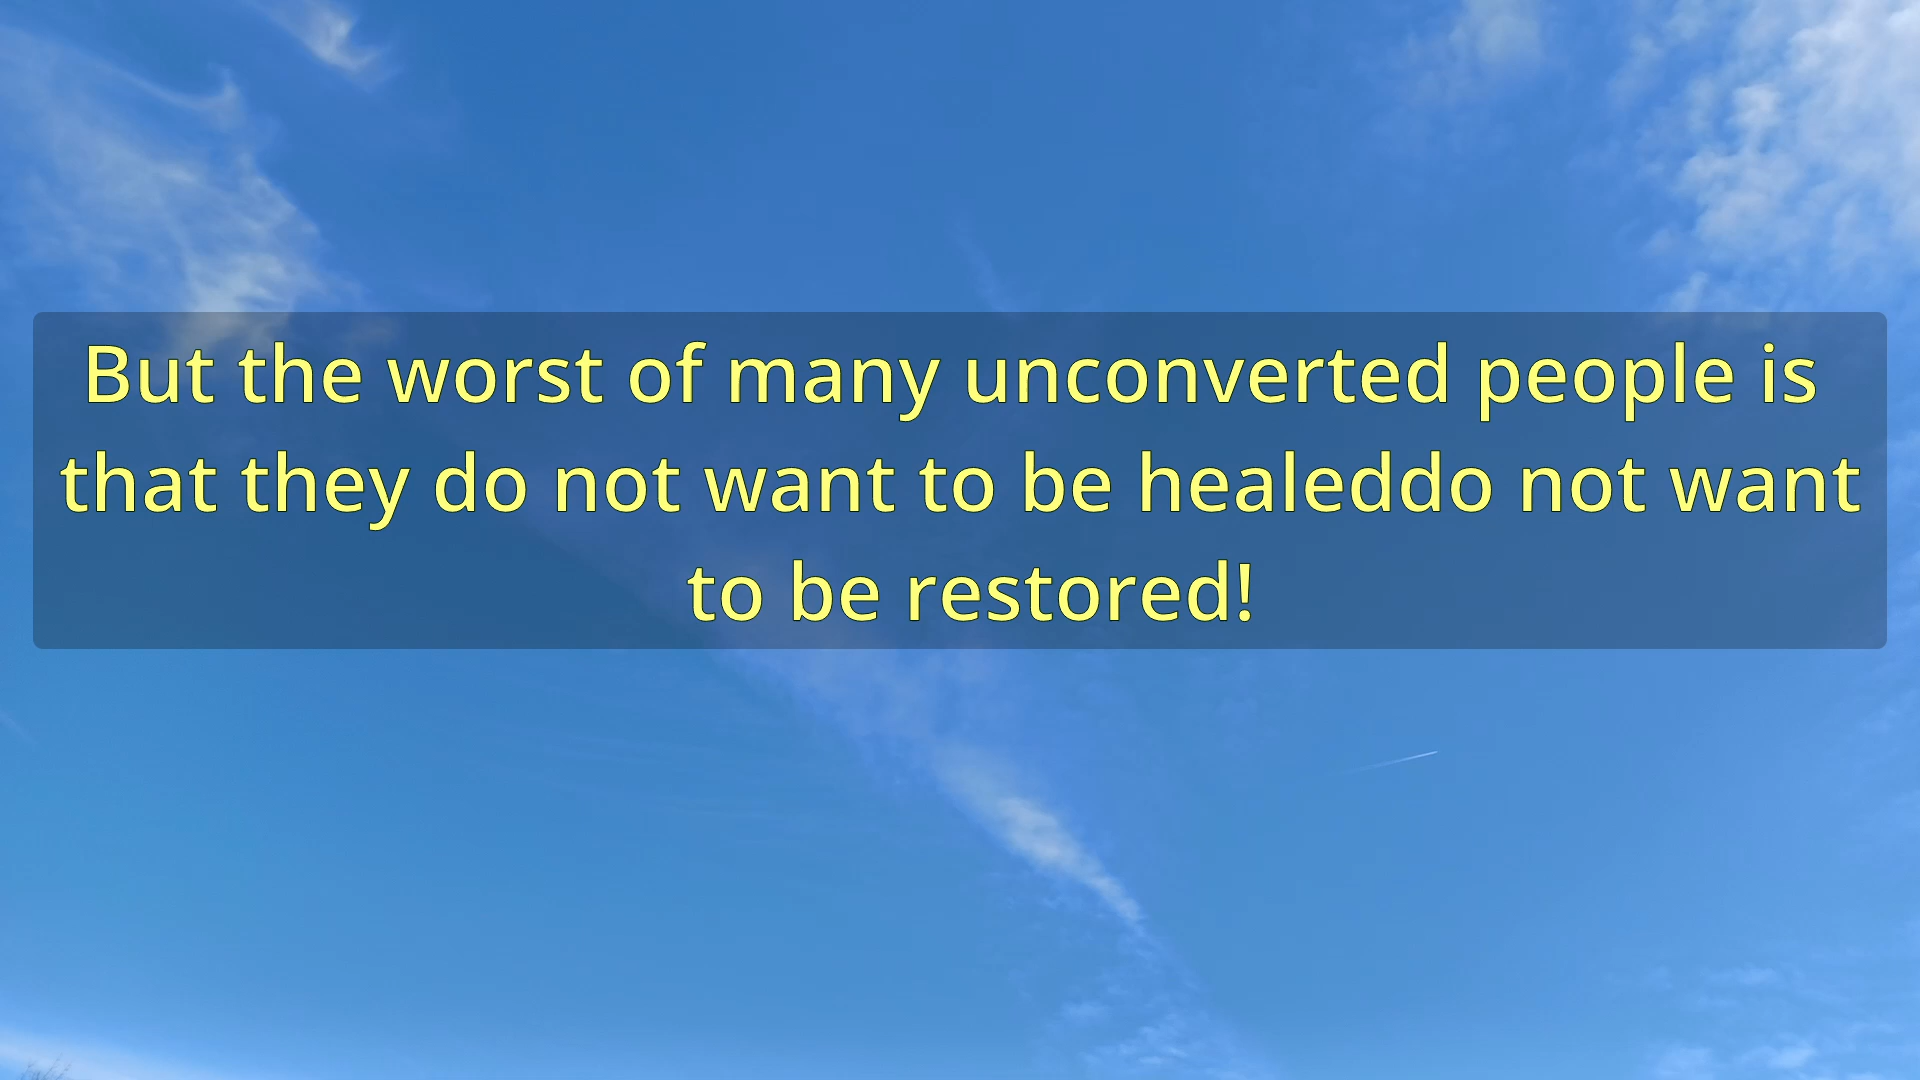 But the worst of many unconverted people is
that they do not want to be healeddo not want
to be restored!